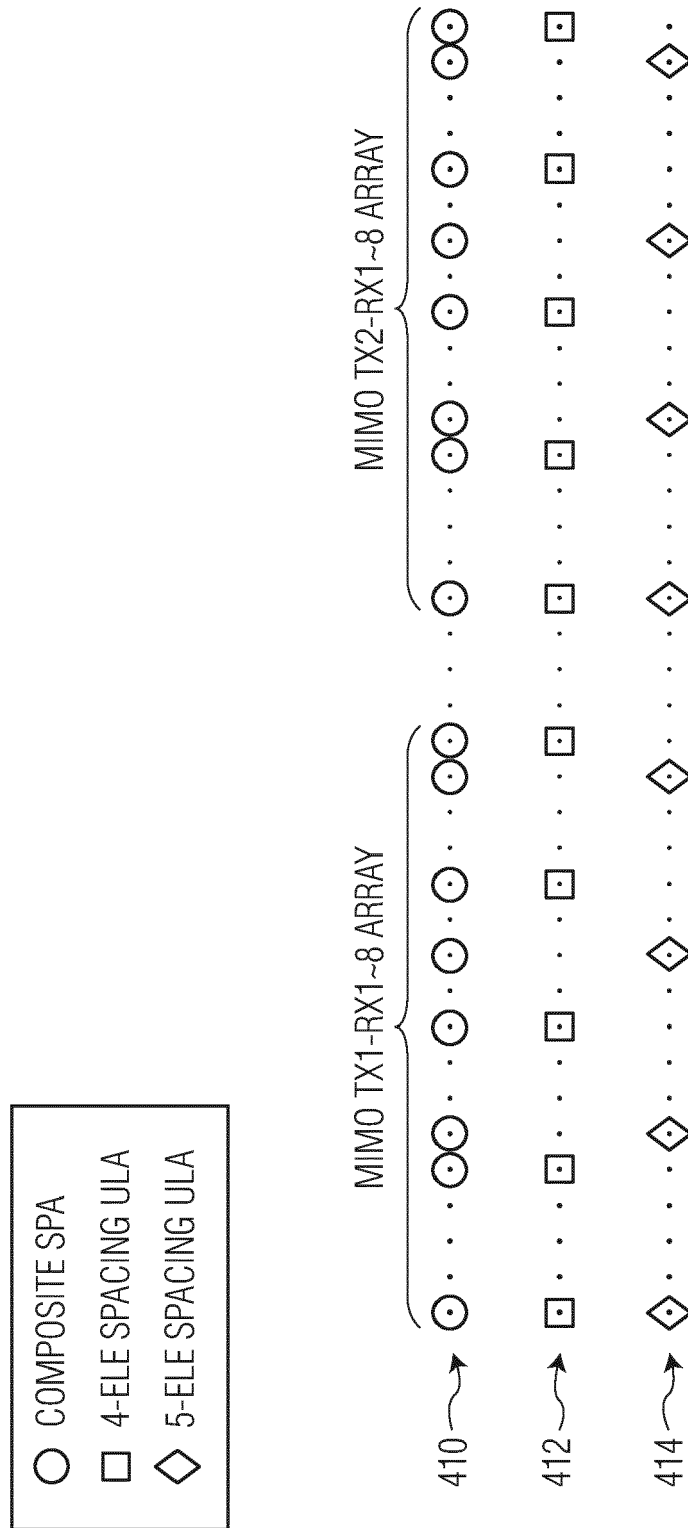 COMPOSITE SPA
4-ELE SPACING ULA
5-ELE SPACING ULA
MIMO TX1-RX1~8 ARRAY
MIMO TX2-RX1~8 ARRAY
410
412
414